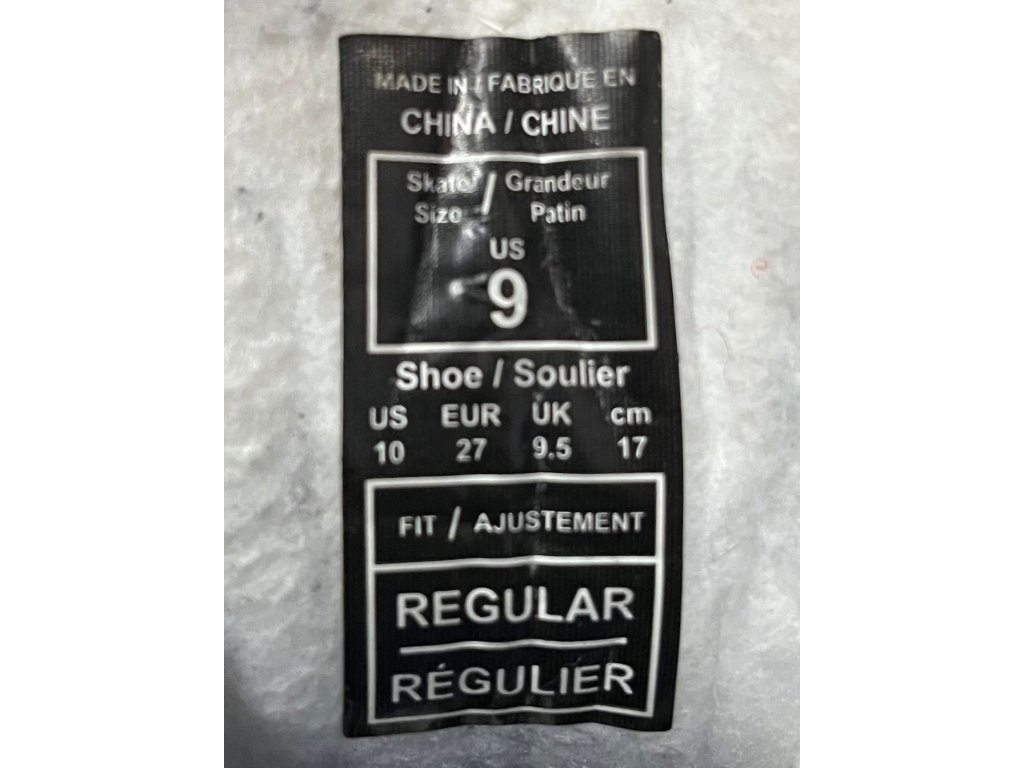 MADE IN / FABRIQUE EN
CHINA / CHINE
Skate / Grandeur
Size Patin
US
9
Shoe / Soulier
US EUR UK cm
10 27 9.5 17
FIT / AJUSTEMENT
REGULAR
RÉGULIER